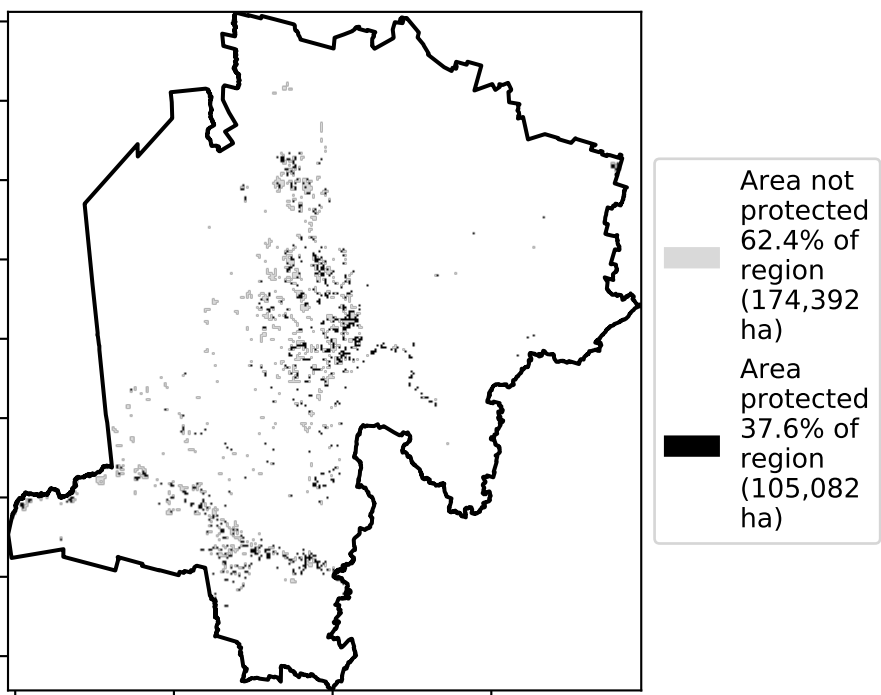 Area not
protected
62.4% of
region
(174,392
ha)
Area
protected
37.6% of
region
(105,082
ha)